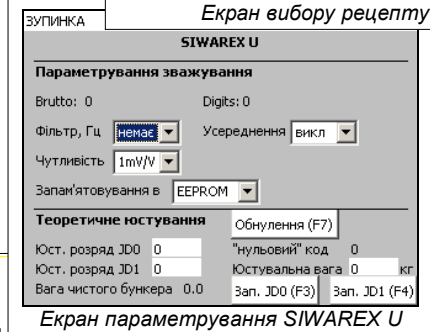 Екран вибору рецепту
ЗУПИНКА
SIWAREX U
Параметрування зважування
Brutto: 0 Digits: 0
Фільтр, Гц немає Усереднення викл
Чутливість 1mV/V
Запам'ятовування в EEPROM
Теоретичне юстування Обнулення (F7)
Юст. розряд JD0 0 "нульовий" код 0
Юст. розряд JD1 0 Юстувальна вага 0 кг
Вага чистого бункера 0.0 Зап. JD0 (F3) Зап. JD1 (F4)
Екран параметрування SIWAREX U